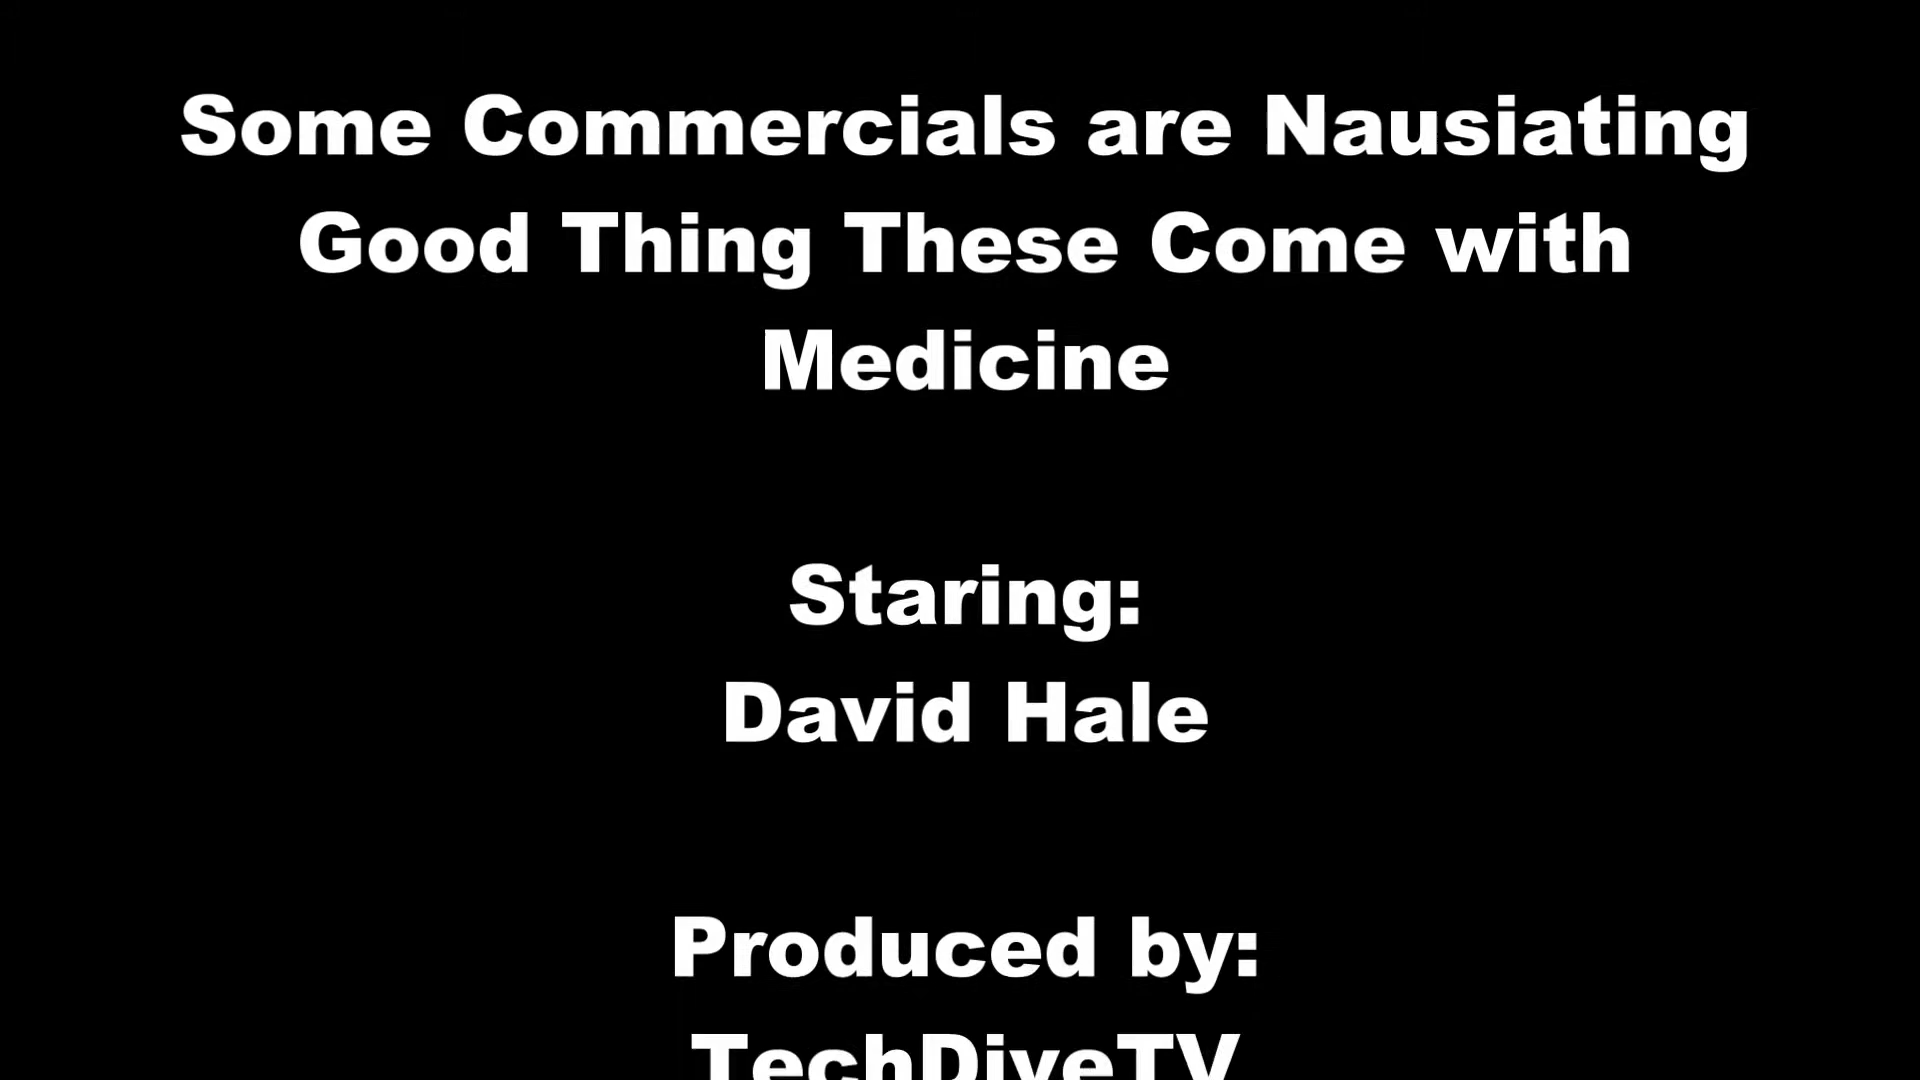 Some Commercials are Nausiating
Good Thing These Come with
Medicine
Staring:
David Hale
Produced by:
TechDiveTV